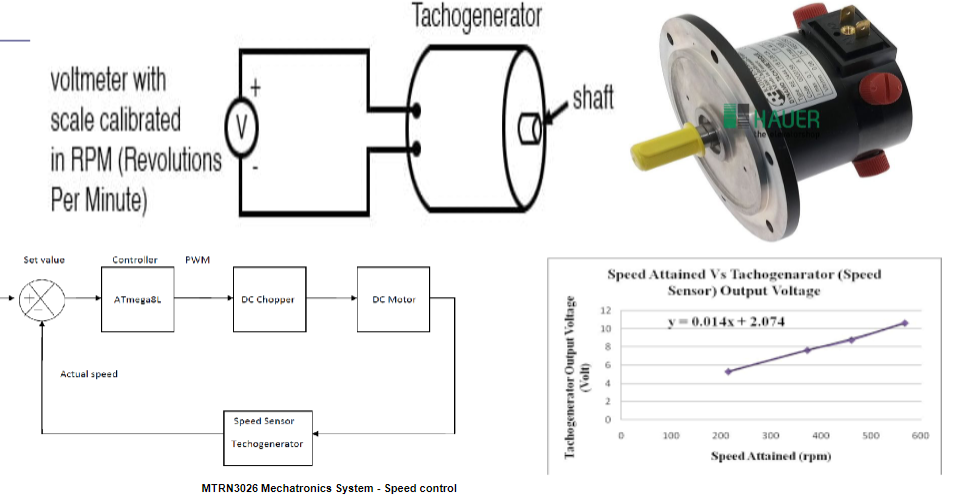 Tachogenerator
voltmeter with
scale calibrated
in RPM (Revolutions
Per Minute)
+
V
-
shaft
HAUER
Set value
Controller
PWM
+
-
ATmega8L
DC Chopper
DC Motor
Actual speed
Speed Sensor
Techogenerator
Speed Attained Vs Tachogenarator (Speed
Sensor) Output Voltage
y = 0.014x + 2.074
Tachogenerator Output Voltage
(Volt)
12
10
8
6
4
2
0
0 100 200 300 400 500 600
Speed Attained (rpm)
MTRN3026 Mechatronics System - Speed control